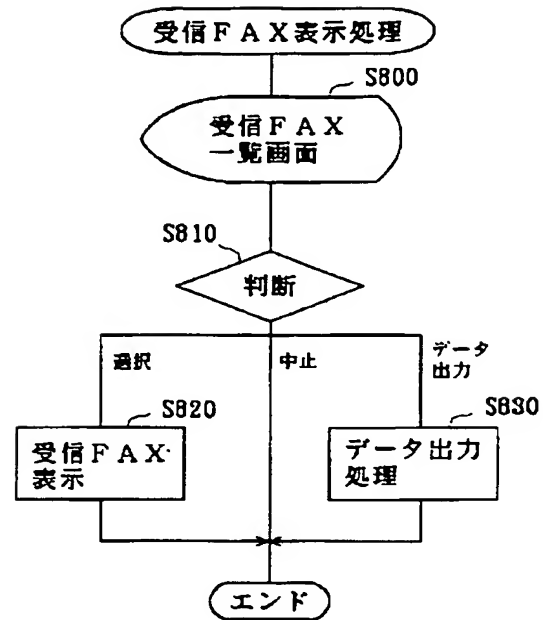 受信ＦＡＸ表示処理
S800
受信ＦＡＸ
一覧画面
S810
判断
選択
中止
データ
出力
S820
受信ＦＡＸ
表示
S830
データ出力
処理
エンド